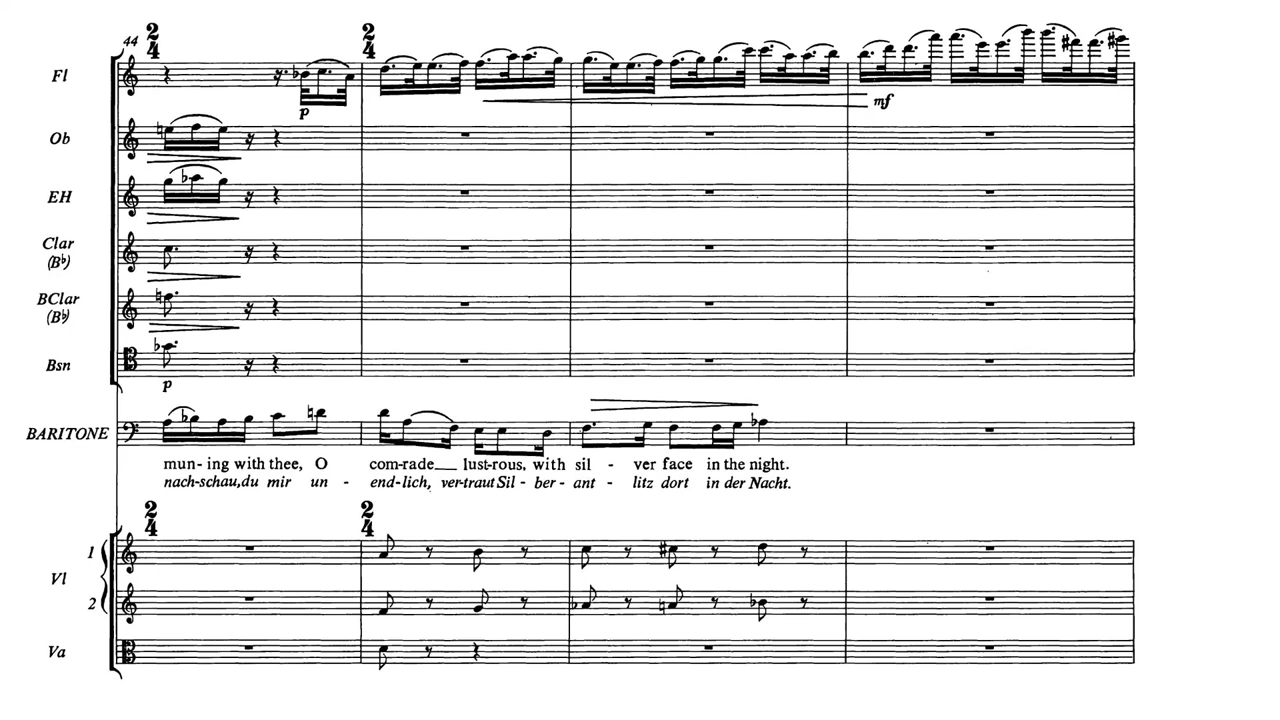 44
2 4 2 4
Fl
p mf
Ob
EH
Clar
(B♭)
BClar
(B♭)
Bsn
p
BARITONE
mun- ing with thee, O com-rade__ lust-rous, with sil - ver face in the night.
nach-schau,du mir un - end-lich, ver-traut Sil - ber- ant - litz dort in der Nacht.
2 4 2 4
1
Vl
2
Va